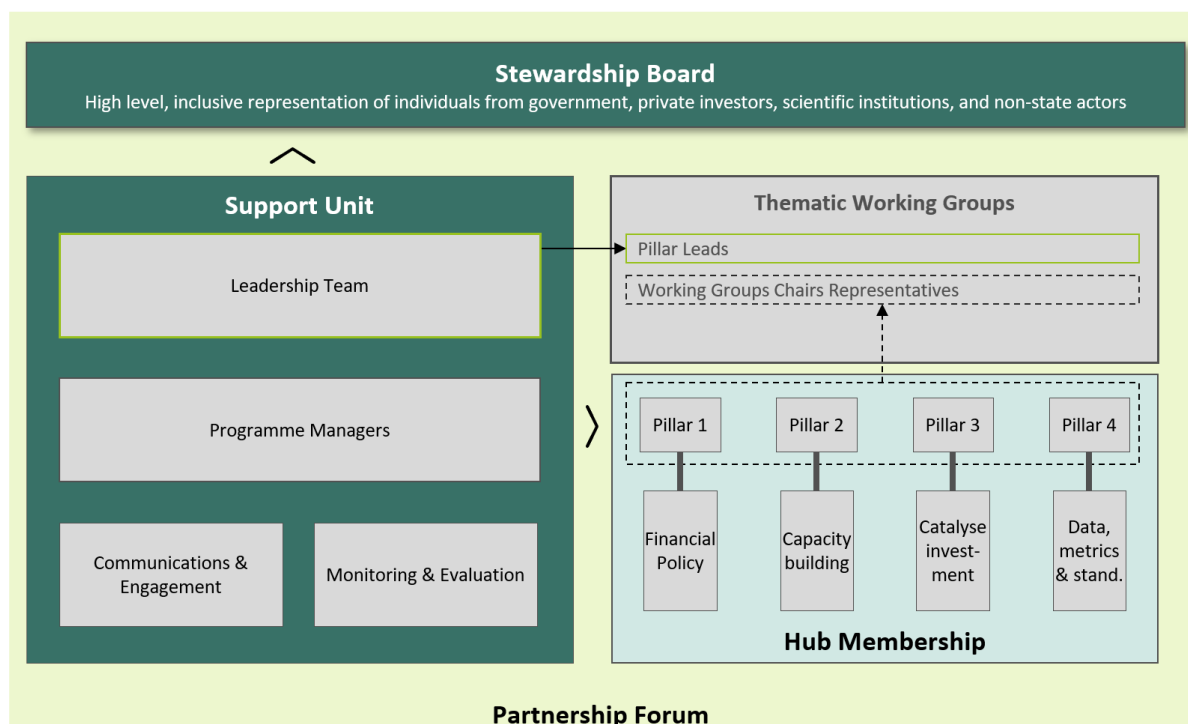 Stewardship Board
High level, inclusive representation of individuals from government, private investors, scientific institutions, and non-state actors
Support Unit
Leadership Team
Programme Managers
Communications &
Engagement
Monitoring & Evaluation
Thematic Working Groups
Pillar Leads
Working Groups Chairs Representatives
Pillar 1
Pillar 2
Pillar 3
Pillar 4
Financial
Policy
Capacity
building
Catalyse
invest-
ment
Data,
metrics
& stand.
Hub Membership
Partnership Forum